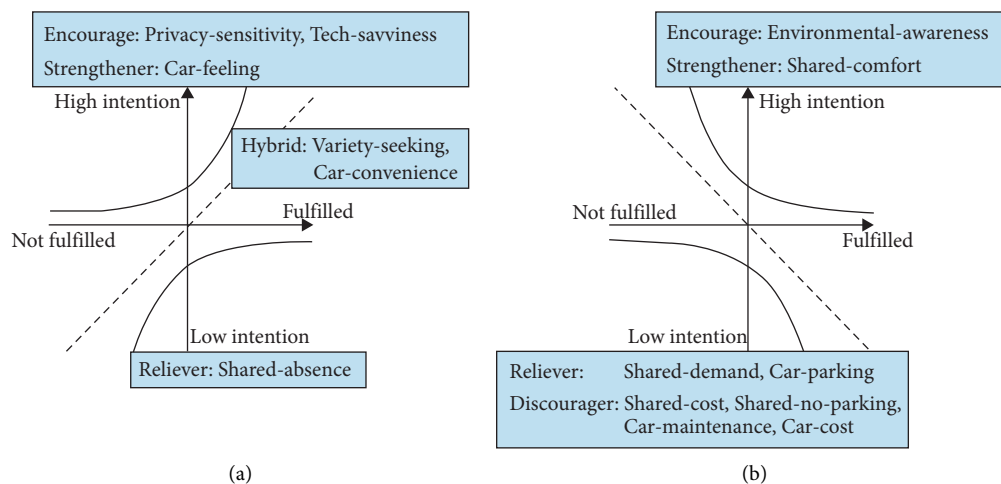 Encourage: Privacy-sensitivity, Tech-savviness
Strengthener: Car-feeling
High intention
Hybrid: Variety-seeking,
Car-convenience
Fulfilled
Not fulfilled
Low intention
Reliever: Shared-absence
(a)
Encourage: Environmental-awareness
Strengthener: Shared-comfort
High intention
Not fulfilled
Fulfilled
Low intention
Reliever: Shared-demand, Car-parking
Discourager: Shared-cost, Shared-no-parking,
Car-maintenance, Car-cost
(b)